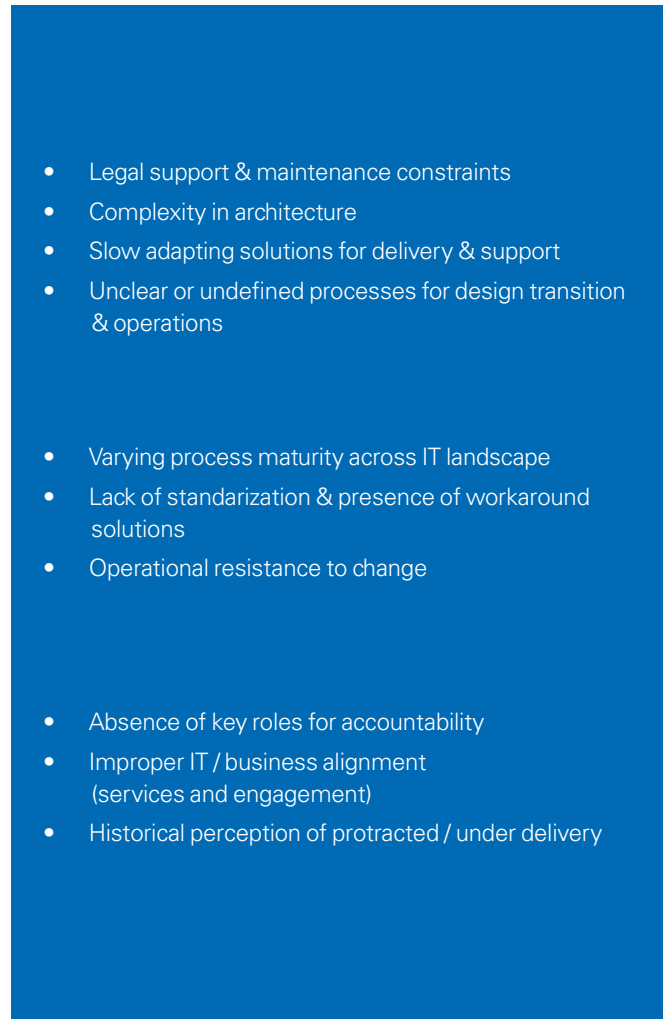 • Legal support & maintenance constraints
• Complexity in architecture
• Slow adapting solutions for delivery & support
• Unclear or undefined processes for design transition
& operations
• Varying process maturity across IT landscape
• Lack of standarization & presence of workaround
solutions
• Operational resistance to change
• Absence of key roles for accountability
• Improper IT / business alignment
(services and engagement)
• Historical perception of protracted / under delivery